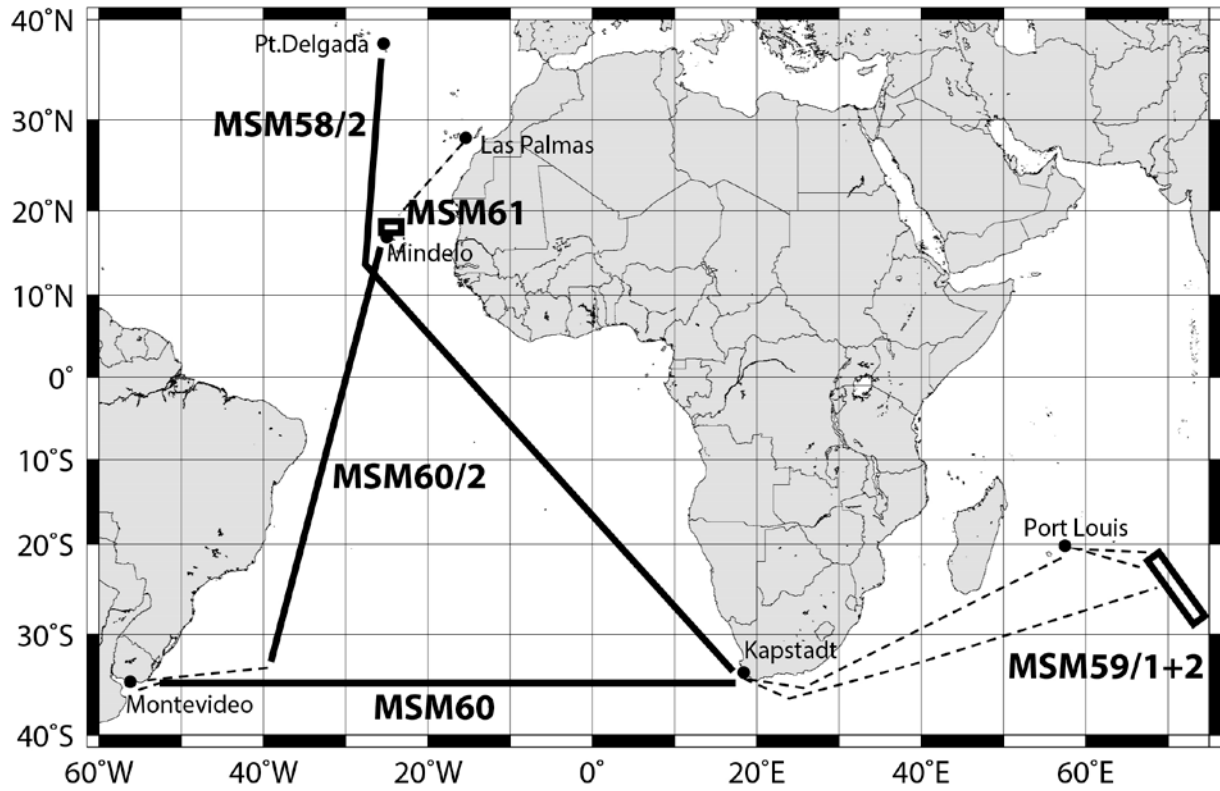 40°N
Pt.Delgada
30°N
MSM58/2
Las Palmas
20°N
MSM61
Mindelo
10°N
0°
10°S
MSM60/2
20°S
Port Louis
30°S
Kapstadt
MSM59/1+2
Montevideo
MSM60
40°S
60°W
40°W
20°W
0°
20°E
40°E
60°E